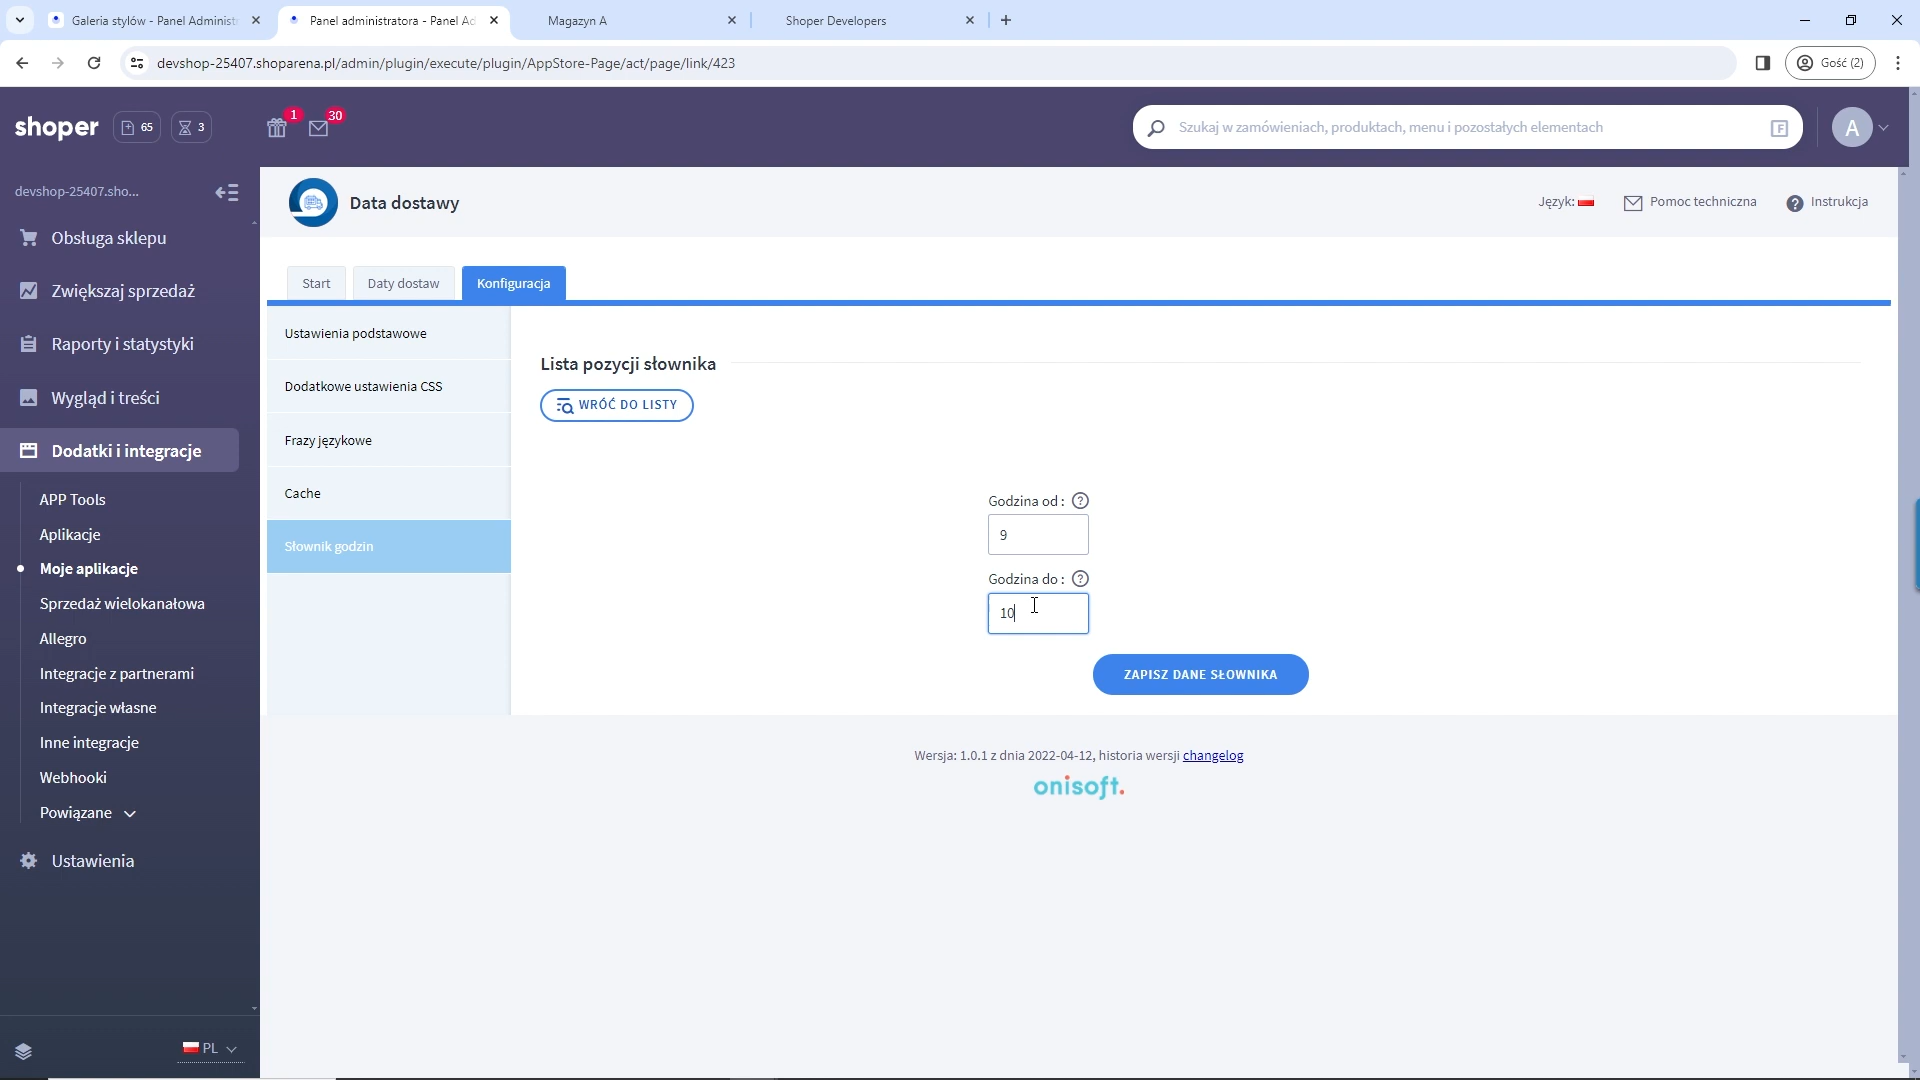 Galeria stylów - Panel Administr
Panel administratora - Panel Ad
Magazyn A
Shoper Developers
devshop-25407.shoparena.pl/admin/plugin/execute/plugin/AppStore-Page/act/page/link/423
Gość (2)
shoper
65
3
1
30
Szukaj w zamówieniach, produktach, menu i pozostałych elementach
F
A
devshop-25407.sho...
Obsługa sklepu
Zwiększaj sprzedaż
Raporty i statystyki
Wygląd i treści
Dodatki i integracje
APP Tools
Aplikacje
Moje aplikacje
Sprzedaż wielokanałowa
Allegro
Integracje z partnerami
Integracje własne
Inne integracje
Webhooki
Powiązane
Ustawienia
PL
Data dostawy
Język:
Pomoc techniczna
? Instrukcja
Start
Daty dostaw
Konfiguracja
Ustawienia podstawowe
Dodatkowe ustawienia CSS
Frazy językowe
Cache
Słownik godzin
Lista pozycji słownika
WRÓĆ DO LISTY
Godzina od : ?
9
Godzina do : ?
10
ZAPISZ DANE SŁOWNIKA
Wersja: 1.0.1 z dnia 2022-04-12, historia wersji changelog
onisoft.